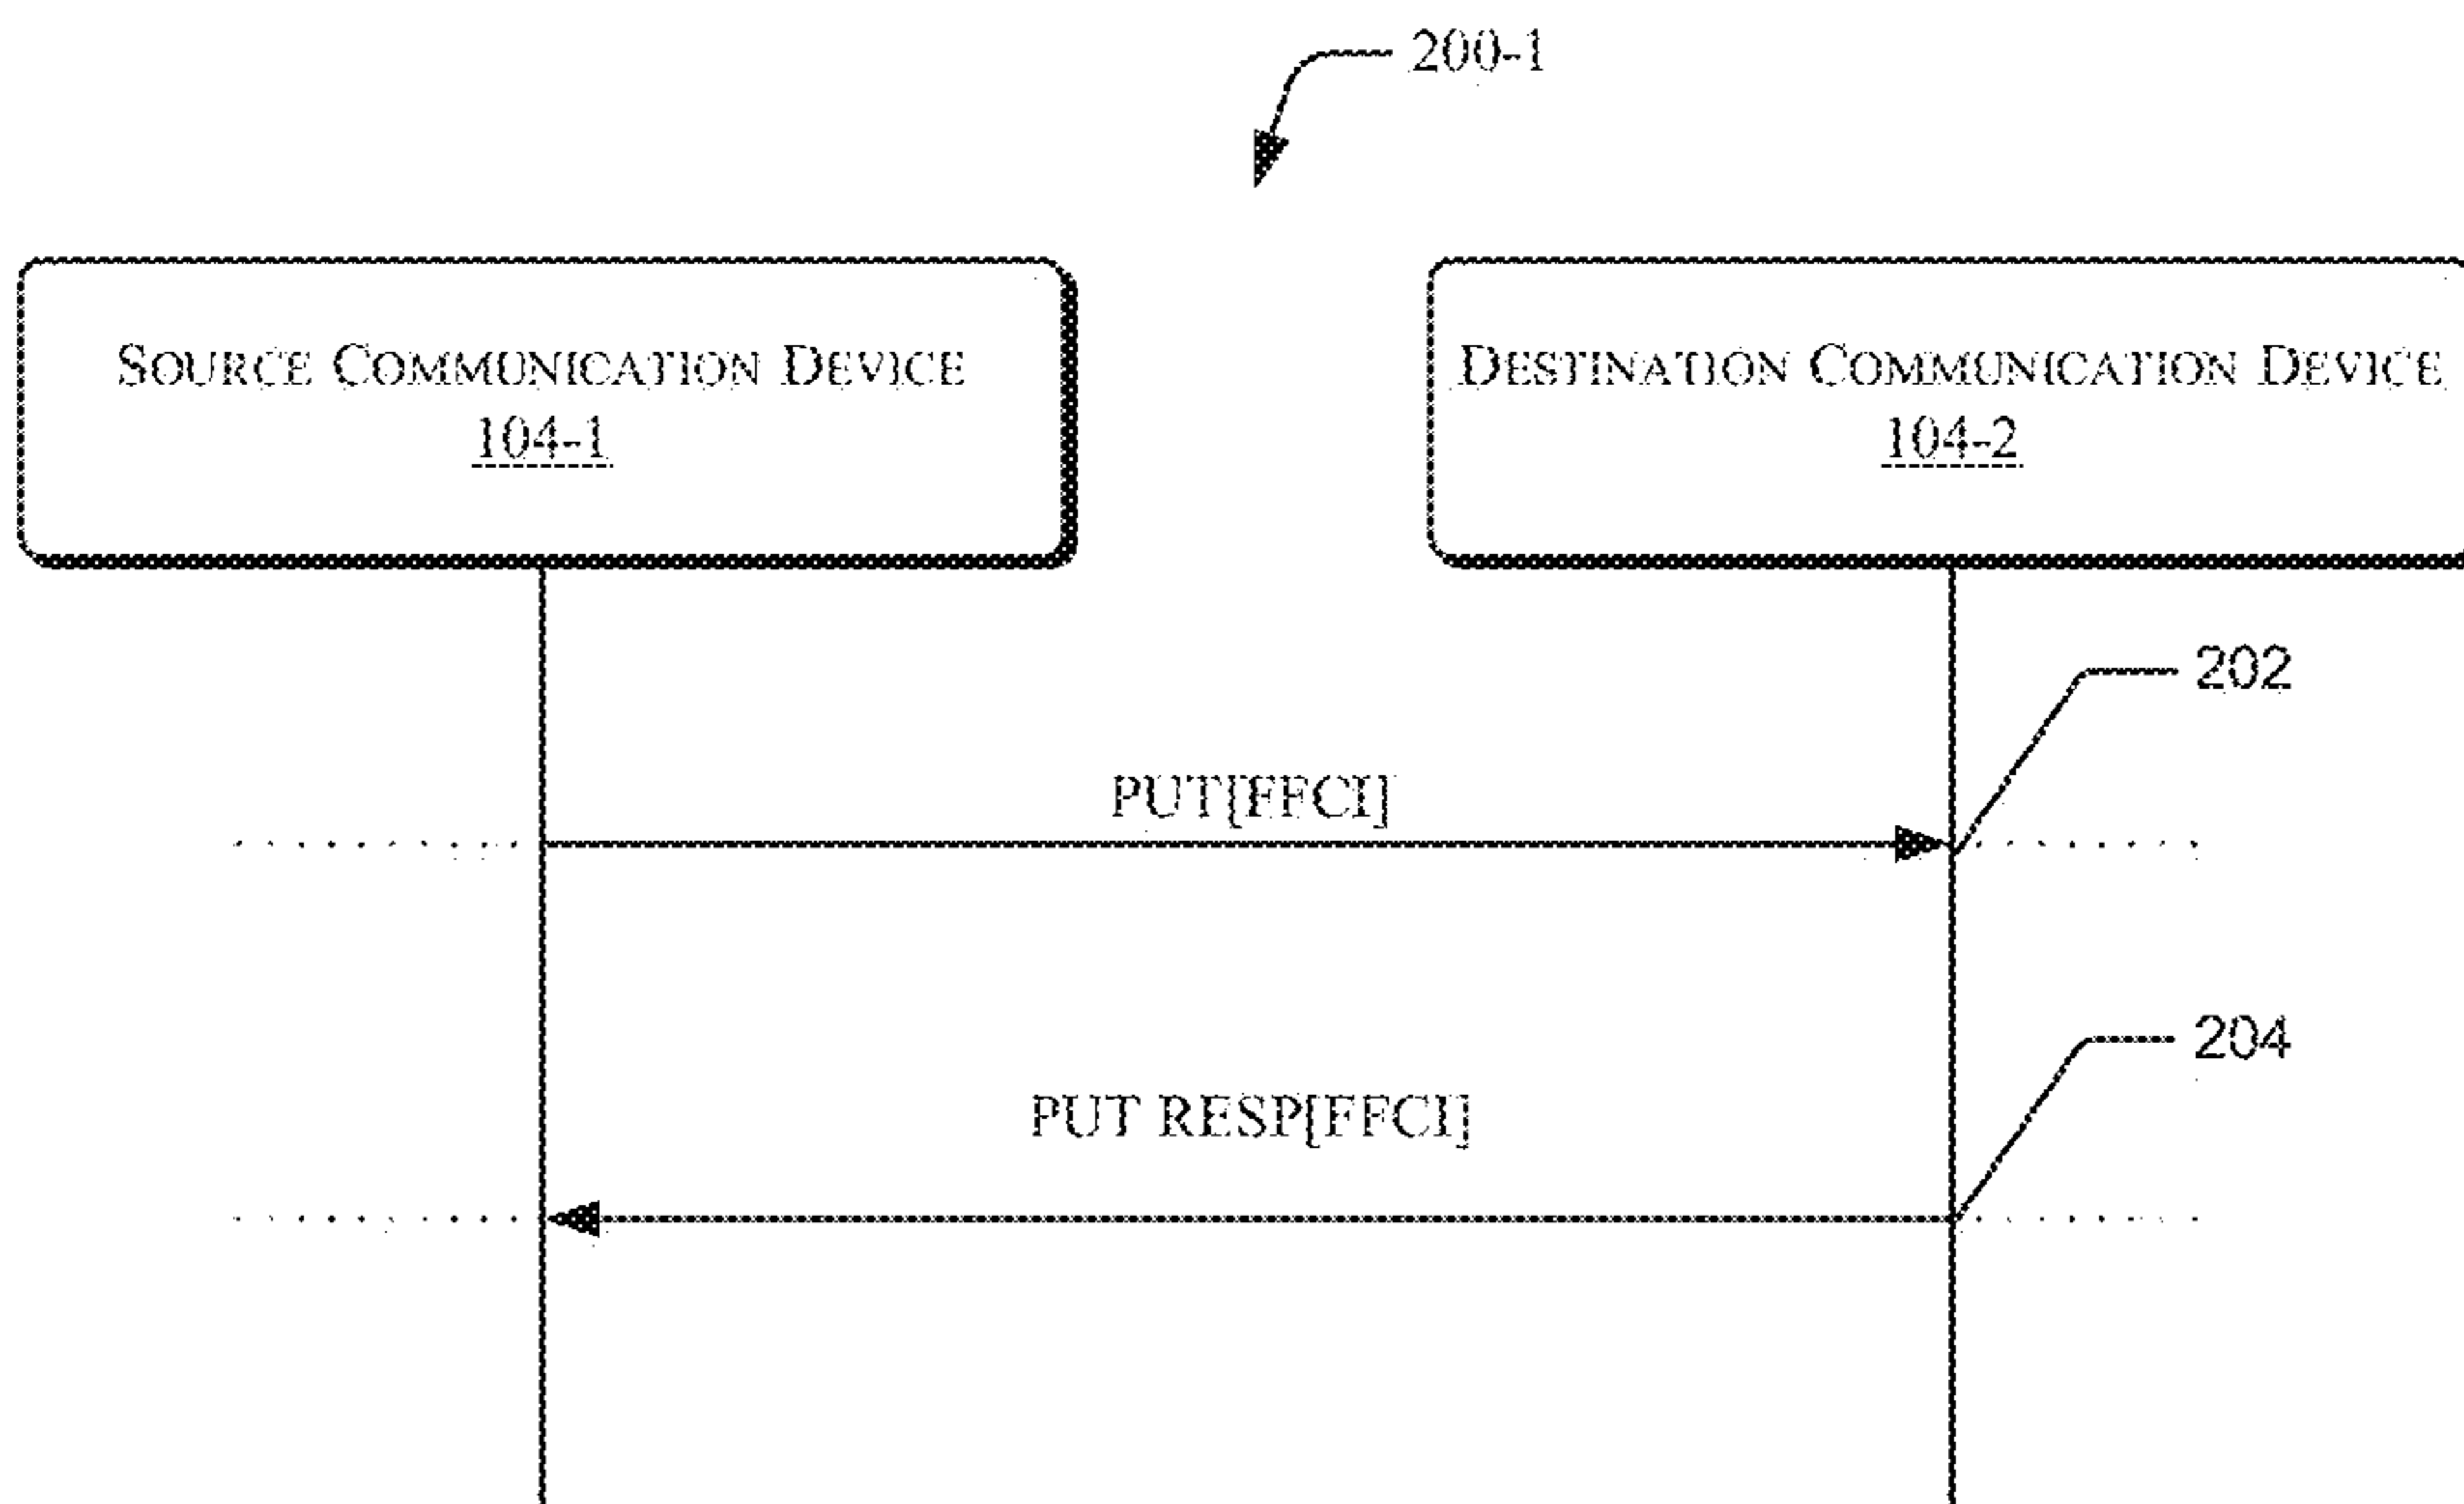 200-1
SOURCE COMMUNICATION DEVICE
104-1
DESTINATION COMMUNICATION DEVICE
104-2
202
PUT[FFCI]
204
PUT RESP[FFCI]